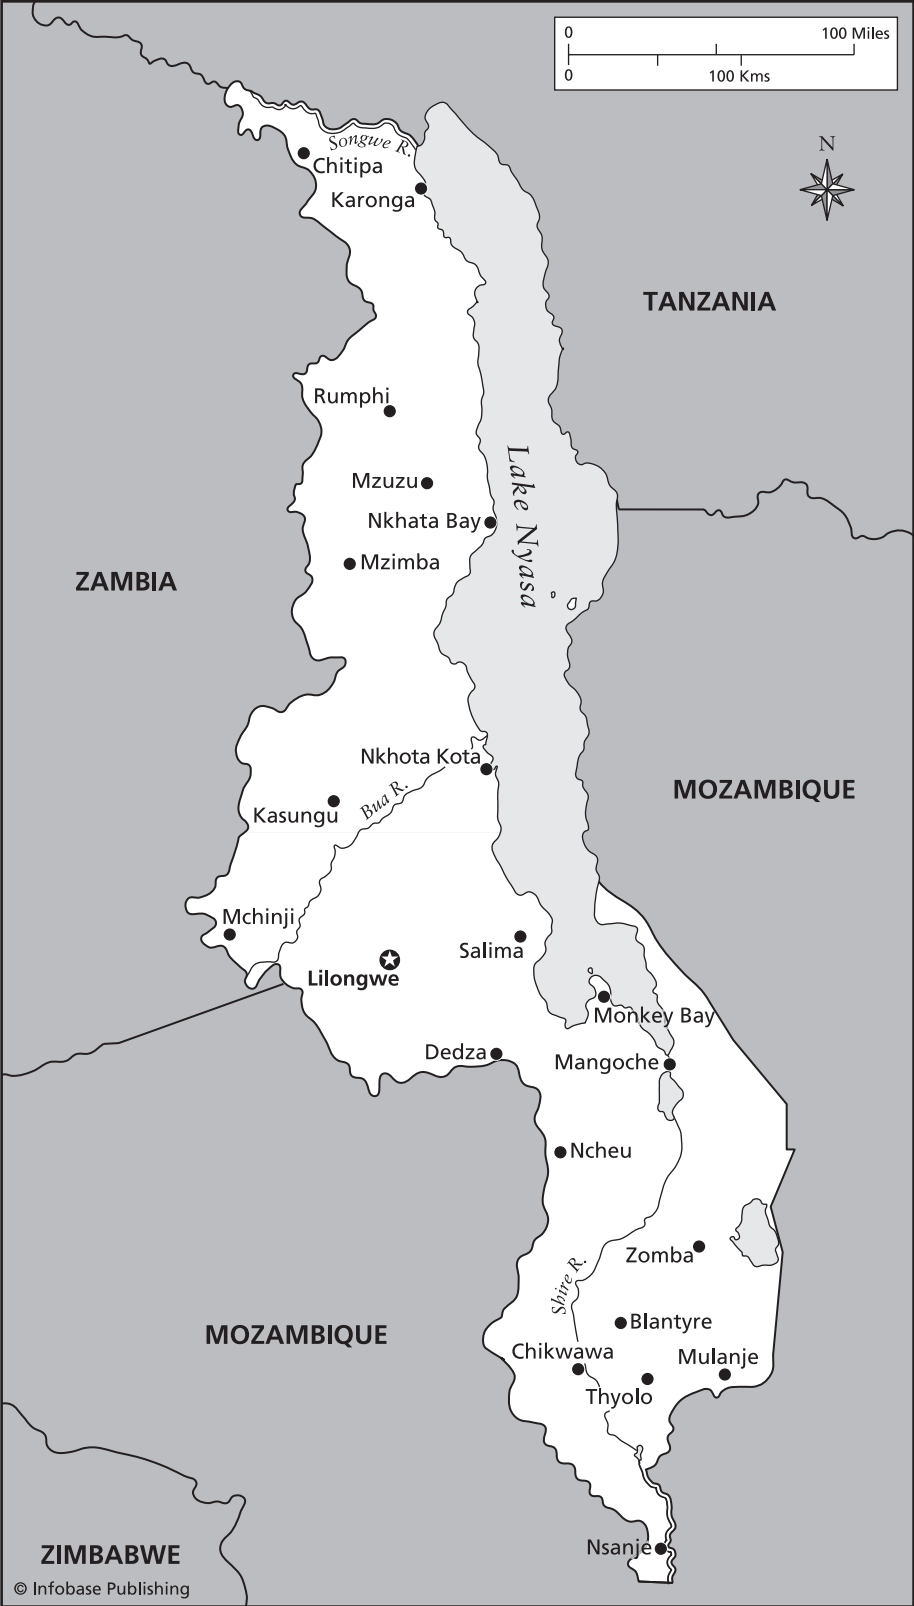 0 100 Miles
0 100 Kms
N
Songwe R.
Chitipa
Karonga
TANZANIA
Rumphi
Lake Nyasa
Mzuzu
Nkhata Bay
Mzimba
ZAMBIA
Nkhota Kota
Bua R.
MOZAMBIQUE
Kasungu
Mchinji
Salima
Lilongwe
Monkey Bay
Dedza
Mangoche
Ncheu
Zomba
Shire R.
Blantyre
MOZAMBIQUE
Chikwawa
Mulanje
Thyolo
Nsanje
ZIMBABWE
© Infobase Publishing